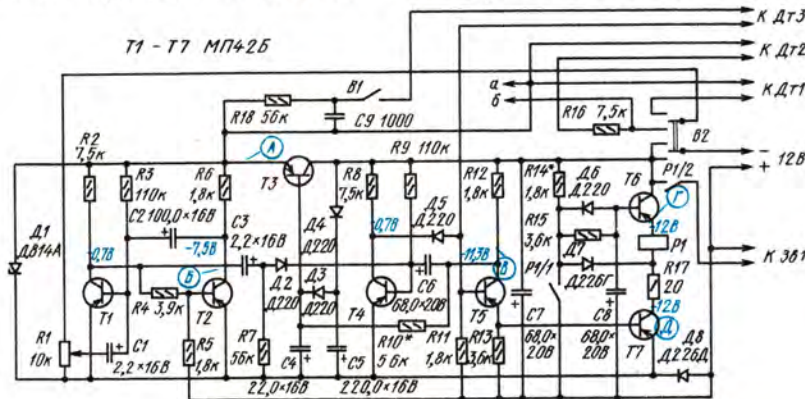 Т1 - Т7 МП42Б
К Дт3
К Дт2
К Дт1
а
б
В1
R18 56к
С9 1000
R16 7,5к
В2
−
+ 12В
R2
7,5к
R3
110к
R6
1,8к
А
Т3
R9 110к
R8
7,5к
R12
1,8к
R14*
1,8к
Д6
Д220
Т6
Р1/2
Г
-12В
С2 100,0×16В
С3
2,2×16В
-7,5В
-0,7В
Д1
Д814А
Д4
Д220
-0,7В
Д5
Д220
-11,3В
В
R15
3,6к
Д7
Д226Г
Р1
К ЭВ1
Б
Т1
R4 3,9к
Т2
Д2
Д220
Д3
Д220
Т4
С6
68,0×20В
Т5
Р1/1
R17
20
-12В
Д
R1
10к
С1
2,2×16В
R5
1,8к
R7
56к
С4
22,0×16В
С5
220,0×16В
R10*
56к
R11
1,8к
R13
3,6к
С7
68,0×
20В
С8
68,0×
20В
Т7
Д8
Д226Д